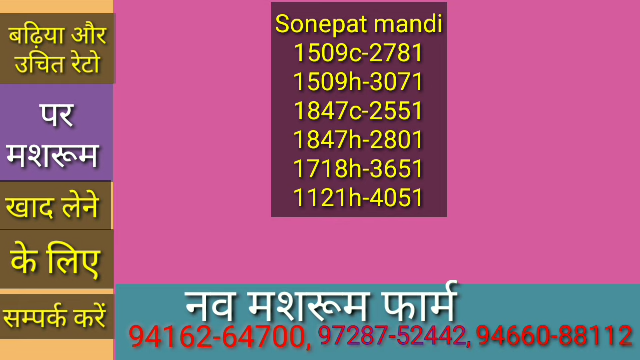 बढ़िया और
उचित रेटो
पर
मशरूम
खाद लेने
के लिए
सम्पर्क करें
Sonepat mandi
1509c-2781
1509h-3071
1847c-2551
1847h-2801
1718h-3651
1121h-4051
नव मशरूम फार्म
94162-64700, 97287-52442, 94660-88112